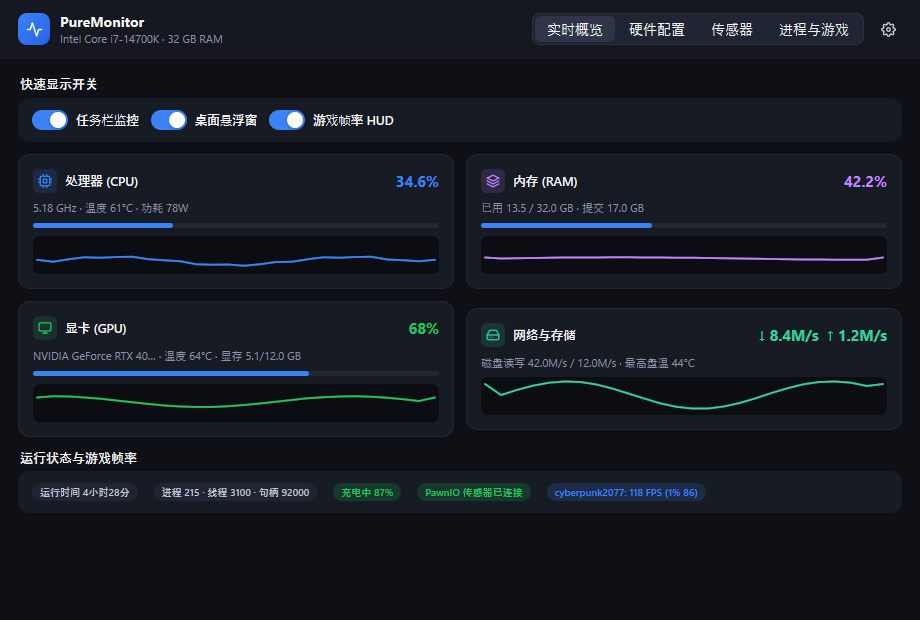 PureMonitor
Intel Core i7-14700K · 32 GB RAM
实时概览 硬件配置 传感器 进程与游戏
快速显示开关
任务栏监控 桌面悬浮窗 游戏帧率 HUD
处理器 (CPU) 34.6%
5.18 GHz · 温度 61°C · 功耗 78W
内存 (RAM) 42.2%
已用 13.5 / 32.0 GB · 提交 17.0 GB
显卡 (GPU) 68%
NVIDIA GeForce RTX 40... · 温度 64°C · 显存 5.1/12.0 GB
网络与存储 ↓ 8.4M/s ↑ 1.2M/s
磁盘读写 42.0M/s / 12.0M/s · 最高盘温 44°C
运行状态与游戏帧率
运行时间 4小时28分 进程 215 · 线程 3100 · 句柄 92000 充电中 87% PawnIO 传感器已连接 cyberpunk2077: 118 FPS (1% 86)